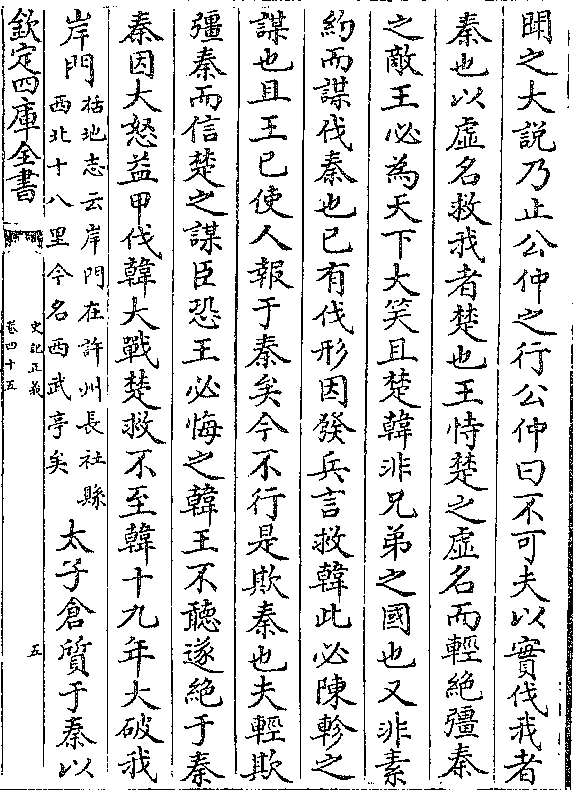 聞之大説乃止公仲之行公仲曰不可夫以實伐我者
秦也以虚名救我者楚也王恃楚之虚名而輕絶彊秦
之敵王必為天下大笑且楚韓非兄弟之國也又非素
約而謀伐秦也已有伐形因發兵言救韓此必陳軫之
謀也且王已使人報于秦矣今不行是欺秦也夫輕欺
彊秦而信楚之謀臣恐王必悔之韓王不聽遂絶于秦
秦因大怒益甲伐韓大戰楚救不至韓十九年大破我
岸門
括地志云岸門在許州長社縣
西北十八里今名西武亭矣
太子倉質于秦以
欽定四庫全書
史記正義
卷四十五
五